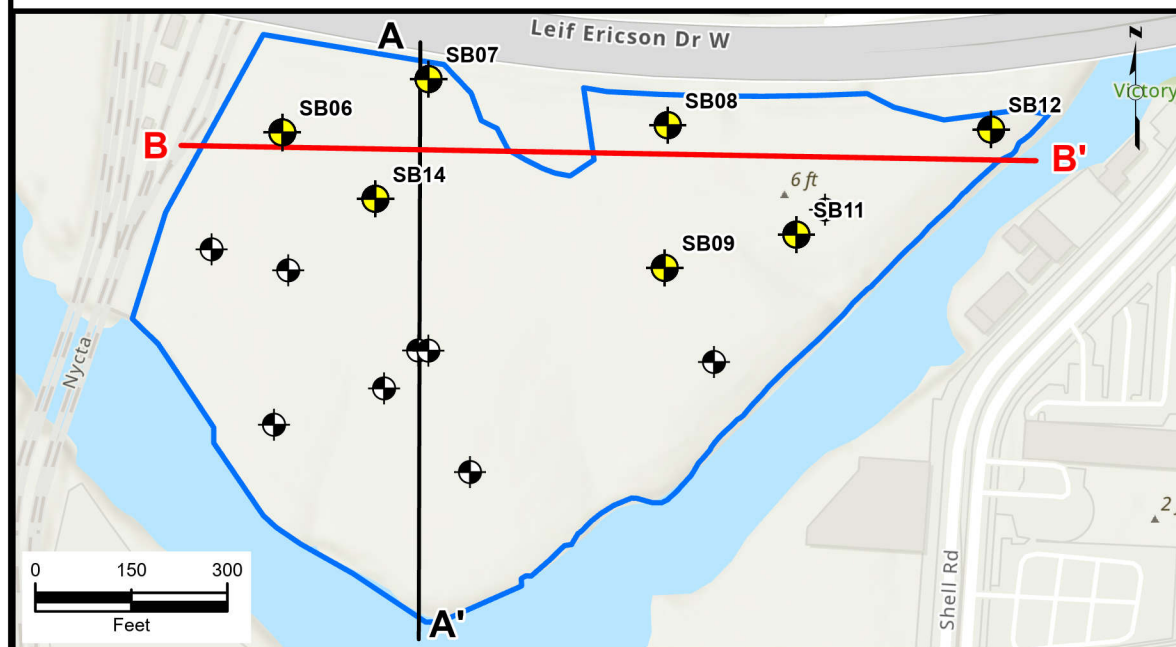 Leif Ericson Dr W
A
SB07
N
Victory
SB06
SB08
SB12
B
B'
SB14
6 ft
SB11
SB09
Nycta
2
Shell Rd
0 150 300
Feet
A'